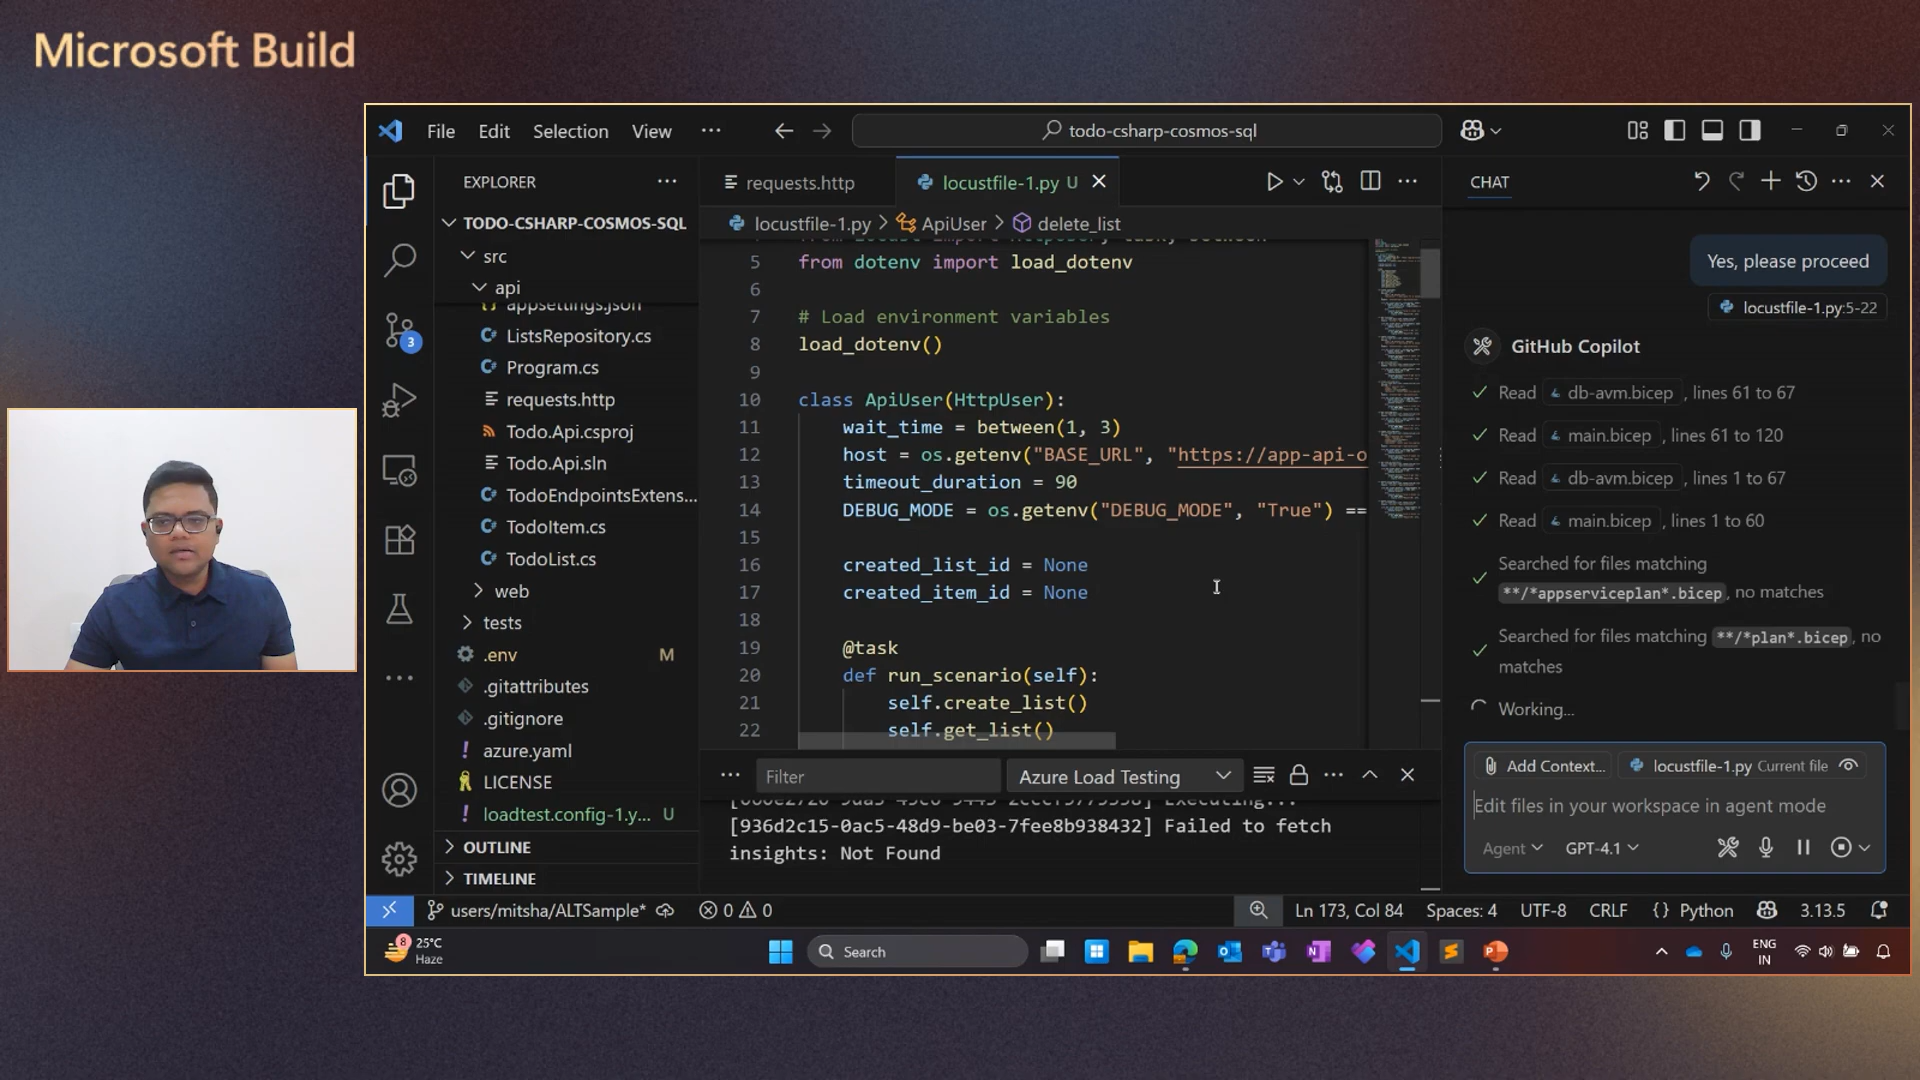 Microsoft Build
File Edit Selection View ··· todo-csharp-cosmos-sql
EXPLORER
TODO-CSHARP-COSMOS-SQL
src
api
appsettings.json
ListsRepository.cs
Program.cs
requests.http
Todo.Api.csproj
Todo.Api.sln
TodoEndpointsExtens...
TodoItem.cs
TodoList.cs
web
tests
.env M
.gitattributes
.gitignore
azure.yaml
LICENSE
loadtest.config-1.y... U
OUTLINE
TIMELINE
3
requests.http locustfile-1.py U
locustfile-1.py > ApiUser > delete_list
5 from dotenv import load_dotenv
6
7 # Load environment variables
8 load_dotenv()
9
10 class ApiUser(HttpUser):
11 wait_time = between(1, 3)
12 host = os.getenv("BASE_URL", "https://app-api-o
13 timeout_duration = 90
14 DEBUG_MODE = os.getenv("DEBUG_MODE", "True") ==
15
16 created_list_id = None
17 created_item_id = None
18
19 @task
20 def run_scenario(self):
21 self.create_list()
22 self.get_list()
Filter Azure Load Testing
[936d2c15-0ac5-48d9-be03-7fee8b938432] Failed to fetch
insights: Not Found
CHAT
Yes, please proceed
locustfile-1.py:5-22
GitHub Copilot
Read db-avm.bicep , lines 61 to 67
Read main.bicep , lines 61 to 120
Read db-avm.bicep , lines 1 to 67
Read main.bicep , lines 1 to 60
Searched for files matching
**/*appserviceplan*.bicep, no matches
Searched for files matching **/*plan*.bicep, no
matches
Working...
Add Context... locustfile-1.py Current file
Edit files in your workspace in agent mode
Agent GPT-4.1
users/mitsha/ALTSample* 0 0 Ln 173, Col 84 Spaces: 4 UTF-8 CRLF {} Python 3.13.5
8 25°C
Haze
Search
ENG
IN